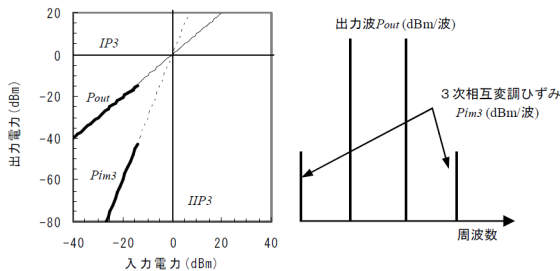 20
0
-20
-40
-60
-80
出力電力(dBm)
IP3
Pout
Pim3
IIP3
-40
-20
0
20
40
入力電力(dBm)
出力波Pout(dBm/波)
3次相互変調ひずみ
Pim3(dBm/波)
周波数